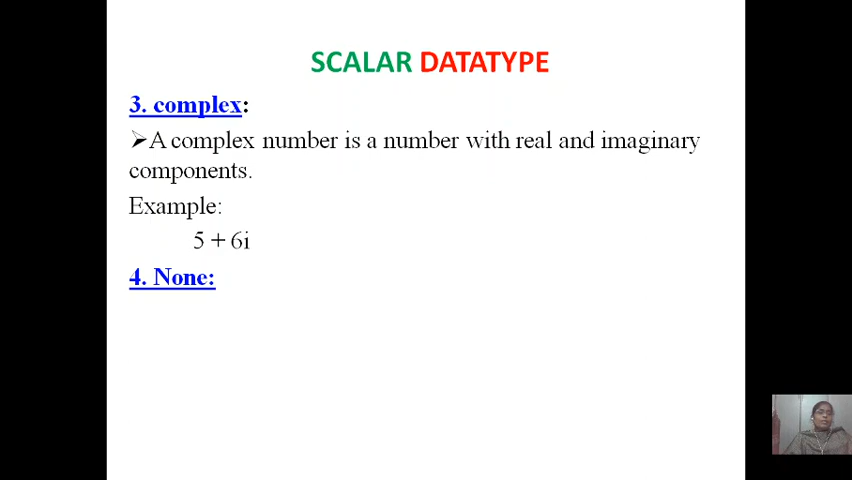 SCALAR DATATYPE
3. complex:
➢A complex number is a number with real and imaginary
components.
Example:
5 + 6i
4. None: